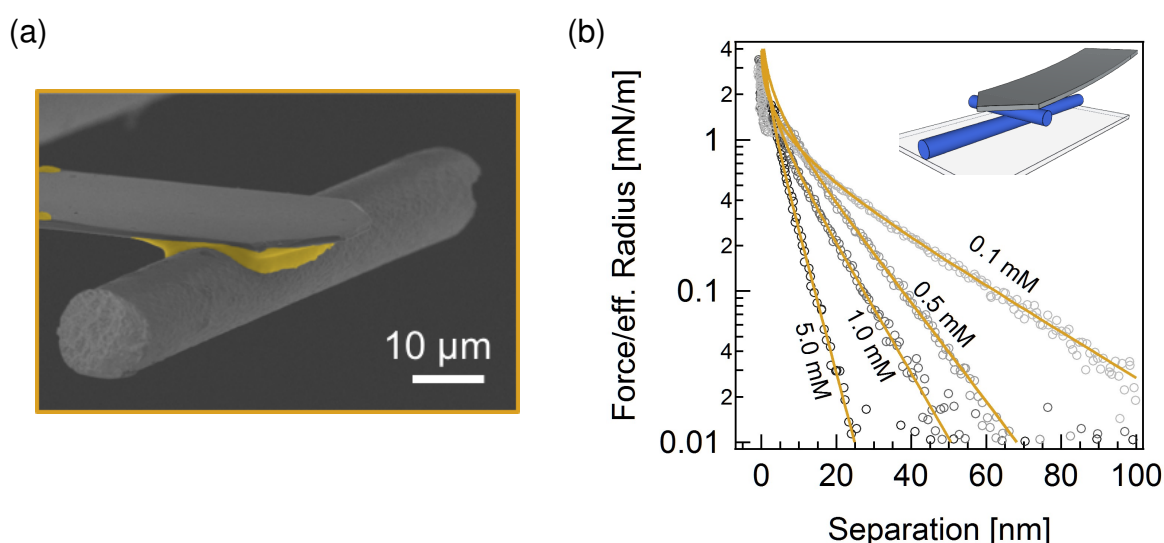 (a)
10 µm
(b)
Force/eff. Radius [mN/m]
4
2
1
4
2
0.1
4
2
0.01
0.1 mM
0.5 mM
1.0 mM
5.0 mM
0 20 40 60 80 100
Separation [nm]